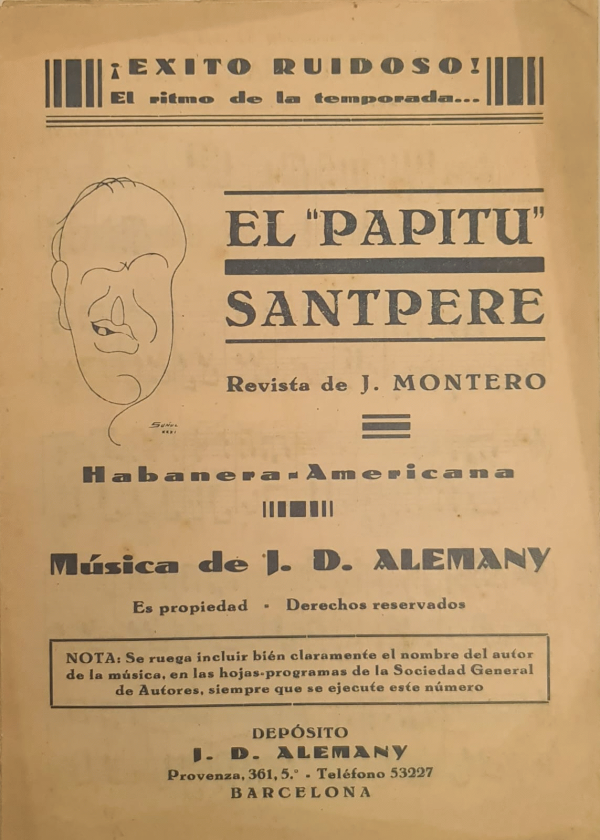 ¡EXITO RUIDOSO!
El ritmo de la temporada...
EL "PAPITU"
SANTPERE
Revista de J. MONTERO
Habanera-Americana
Música de J. D. ALEMANY
Es propiedad - Derechos reservados
NOTA: Se ruega incluir bién claramente el nombre del autor
de la música, en las hojas-programas de la Sociedad General
de Autores, siempre que se ejecute este número
DEPÓSITO
J. D. ALEMANY
Provenza, 361, 5.º - Teléfono 53227
BARCELONA